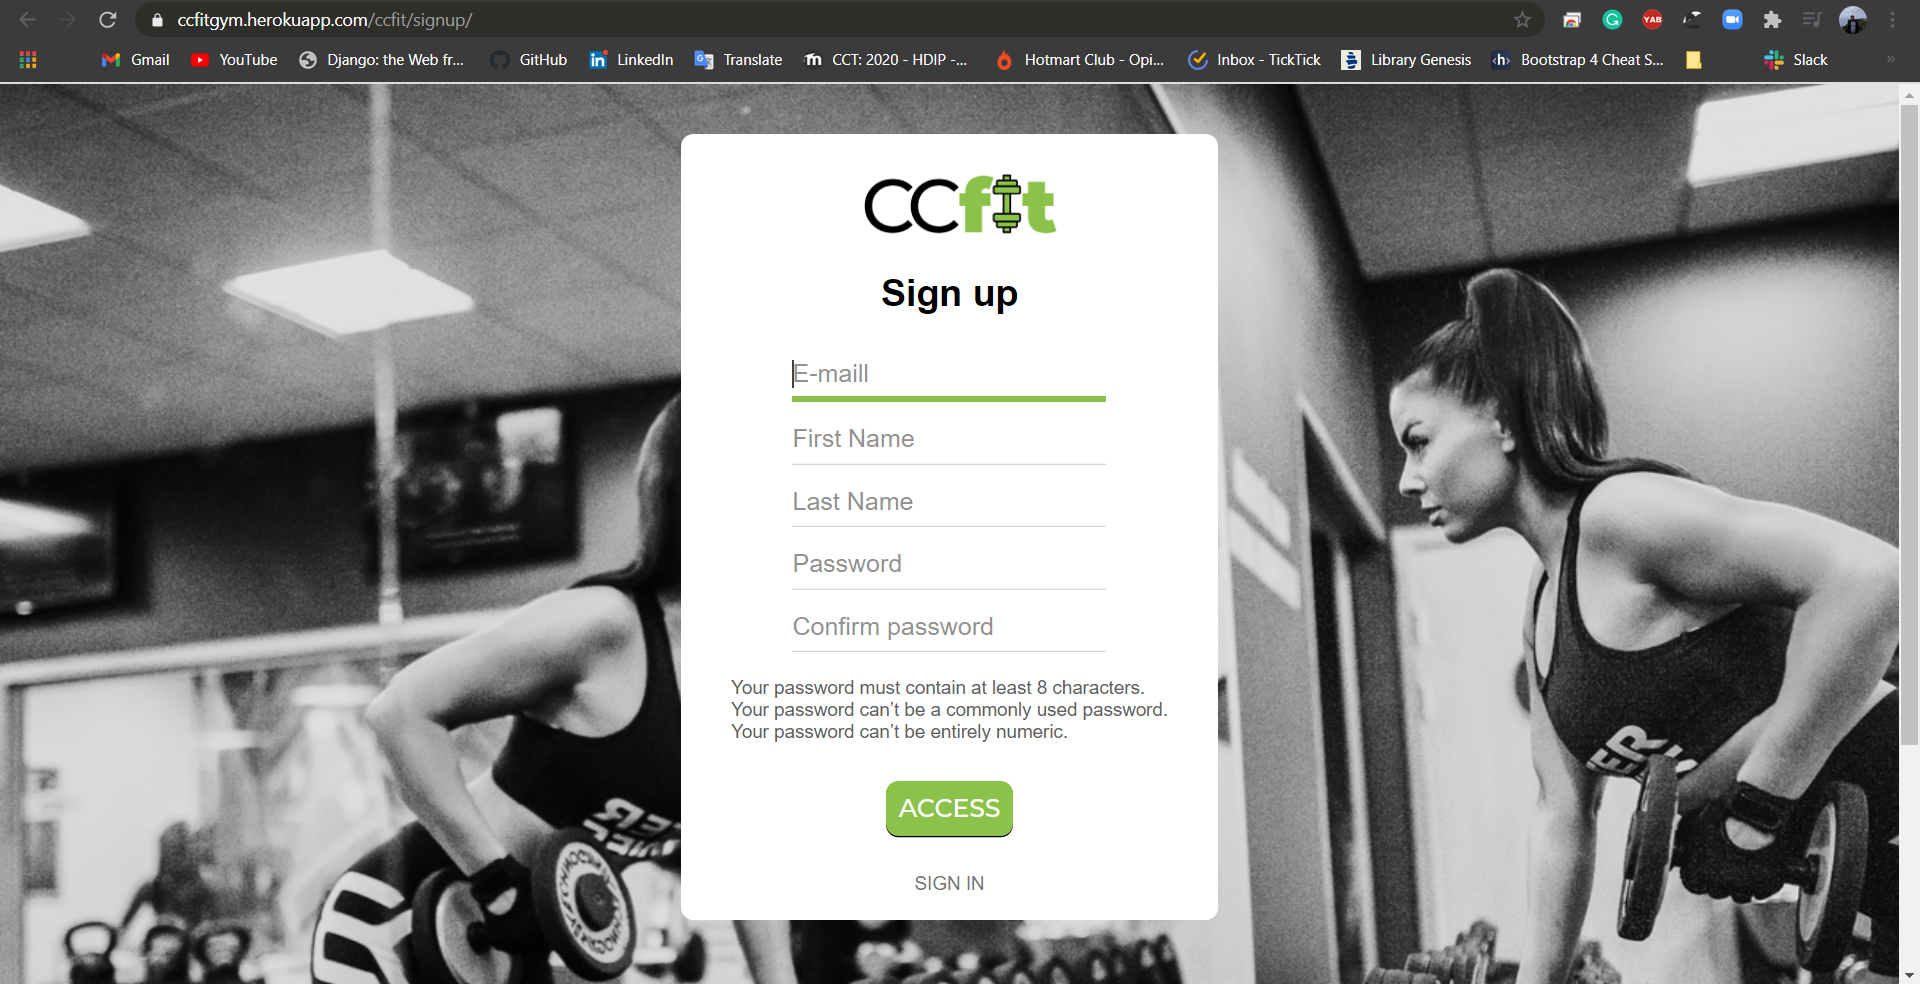 ccfitgym.herokuapp.com/ccfit/signup/
YAB
Gmail YouTube Django: the Web fr... GitHub LinkedIn Translate CCT: 2020 - HDIP -... Hotmart Club - Opi... Inbox - TickTick Library Genesis Bootstrap 4 Cheat S... Slack »
CCfit
Sign up
E-maill
First Name
Last Name
Password
Confirm password
Your password must contain at least 8 characters.
Your password can’t be a commonly used password.
Your password can’t be entirely numeric.
ACCESS
SIGN IN